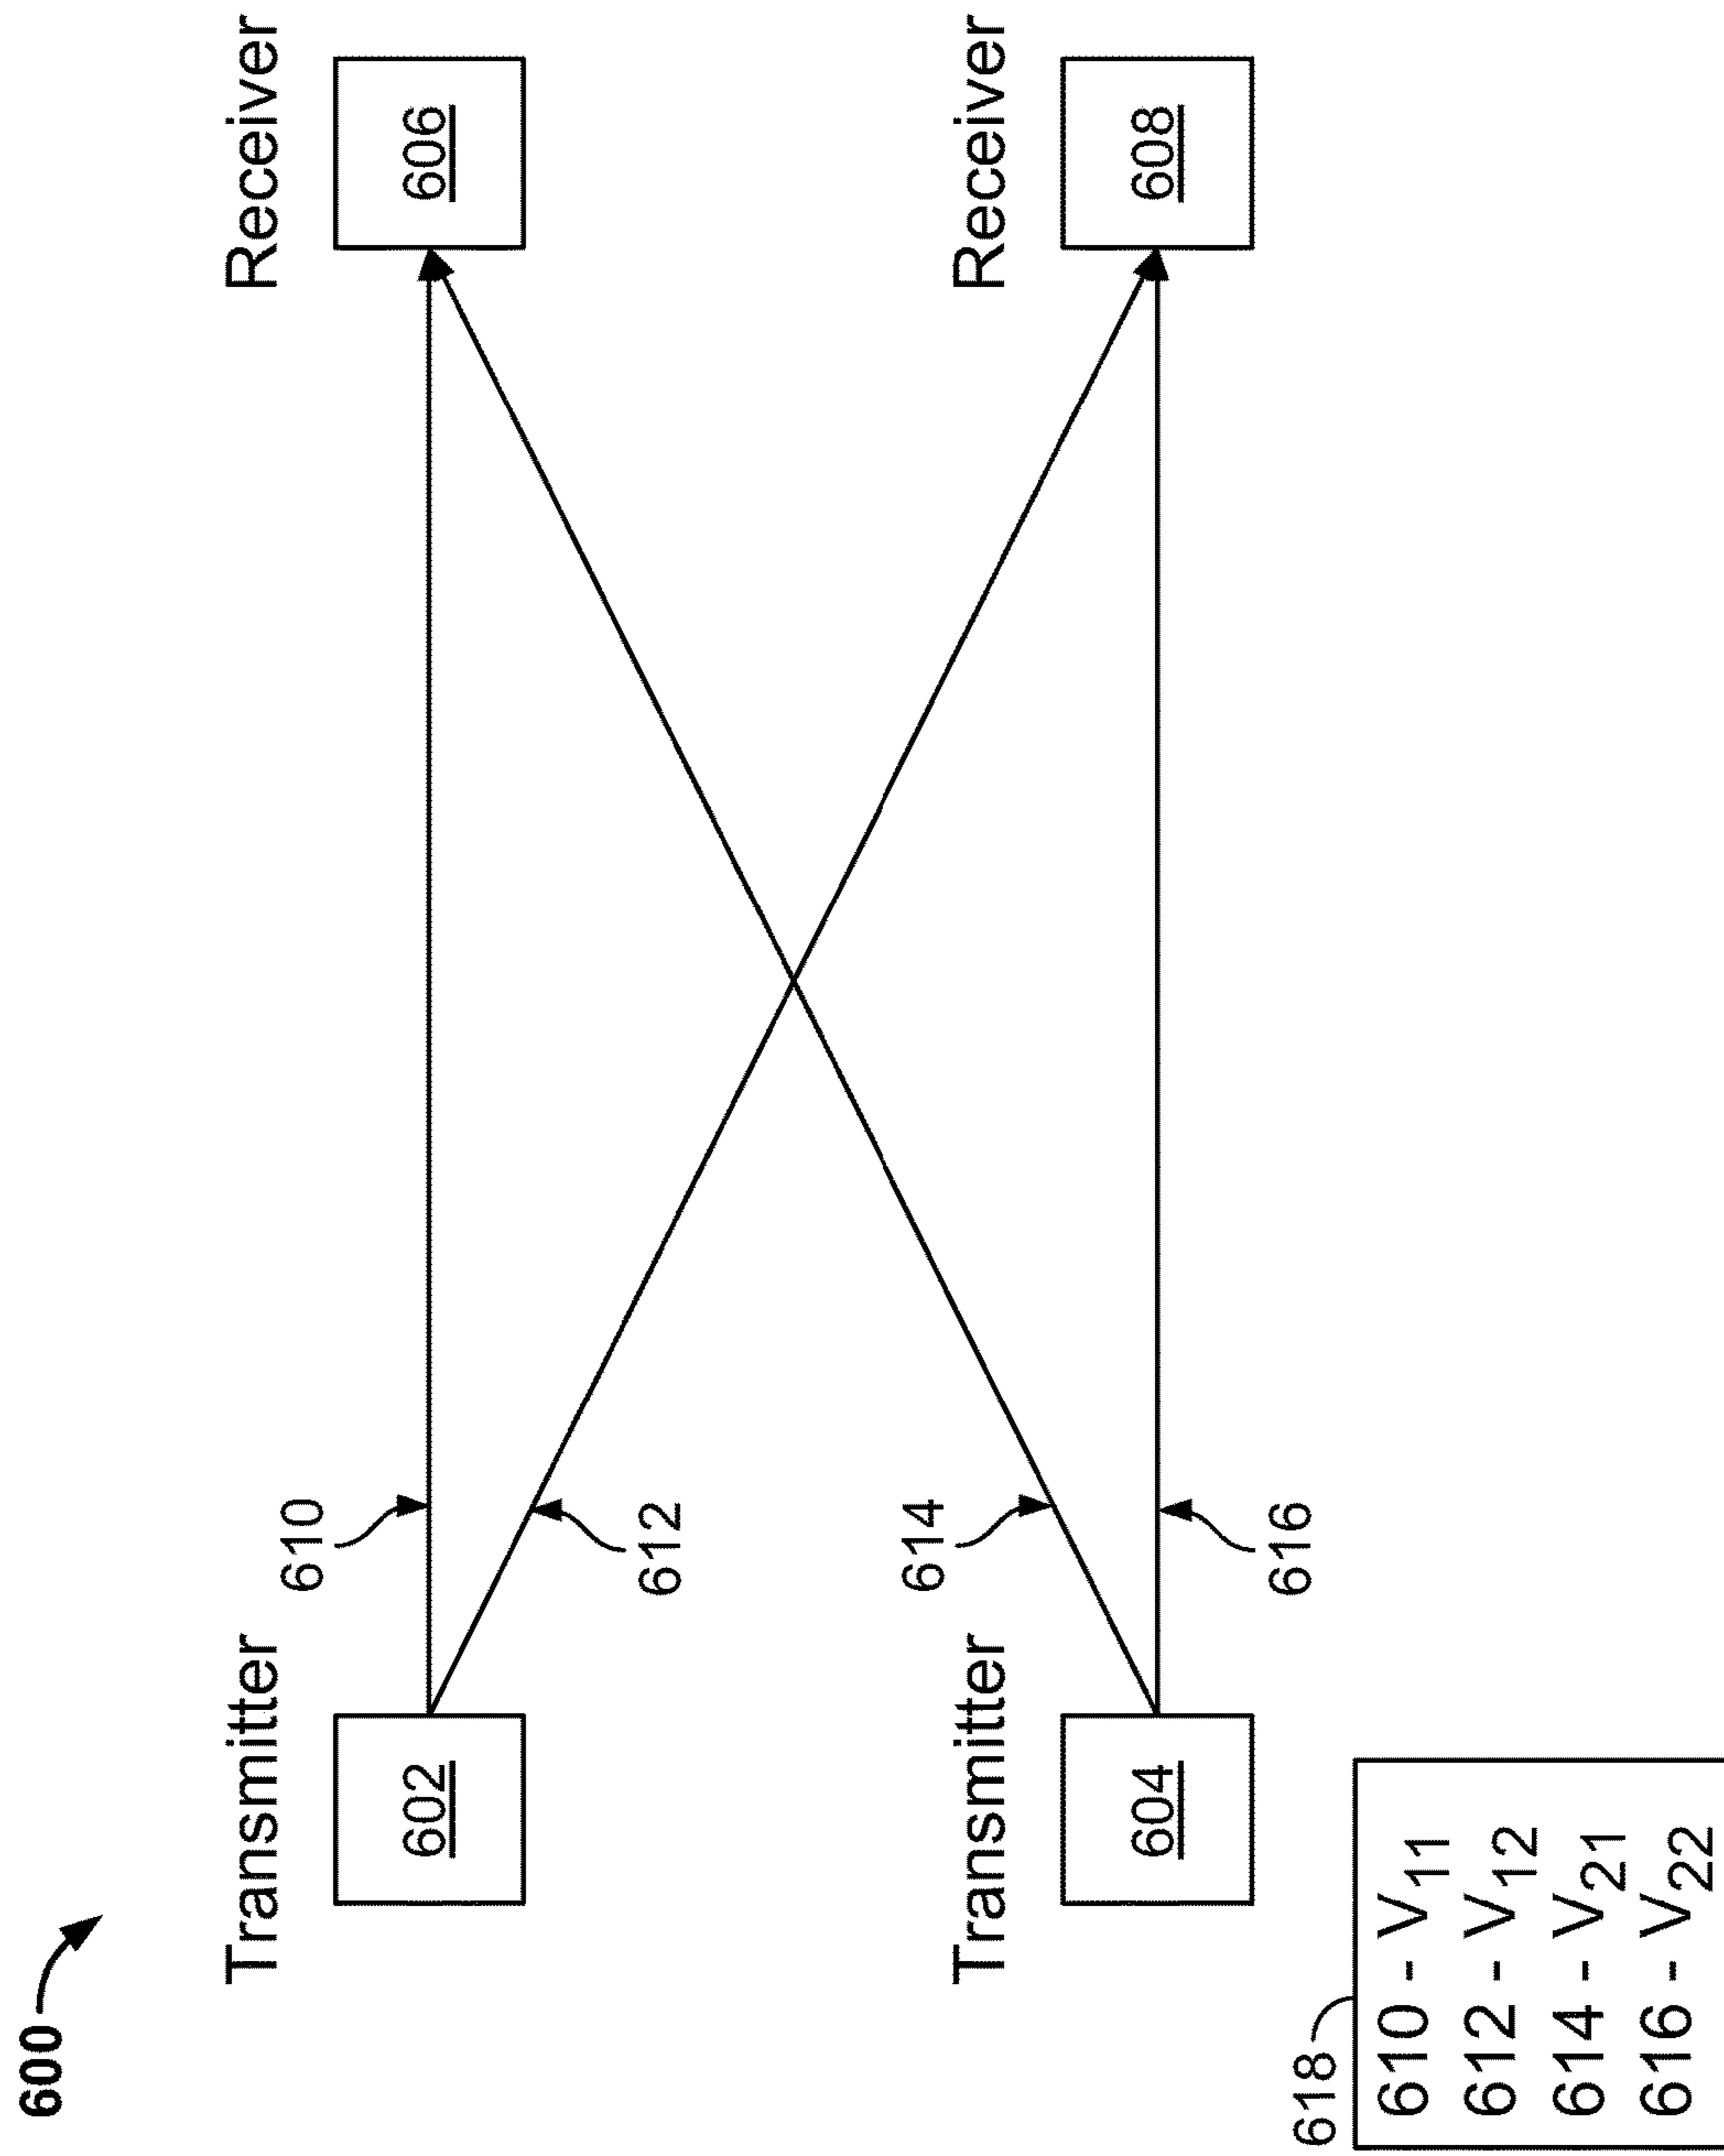 600
Transmitter
Receiver
602
606
610
612
Transmitter
Receiver
604
608
614
616
618
610 - V₁₁
612 - V₁₂
614 - V₂₁
616 - V₂₂